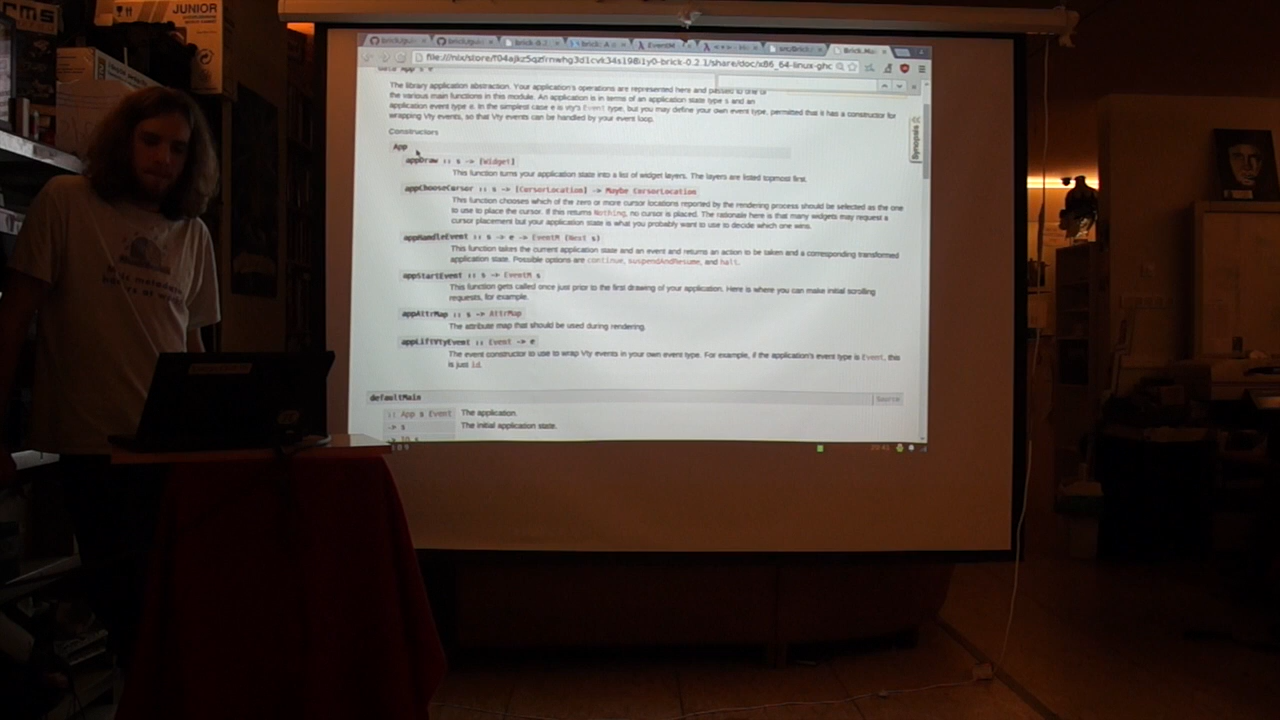 JUNIOR
file:///nix/store/f04ajkz5qzfrnwhg3d1cvk34s198i1y0-brick-0.2.1/share/doc/x86_64-linux-ghc
The library application abstraction. Your application's operations are represented here and passed to one of
the various main functions in this module. An application is in terms of an application state type s and an
application event type e. In the simplest case e is vty's Event type, but you may define your own event type, permitted that it has a constructor for
wrapping Vty events, so that Vty events can be handled by your event loop.
Synopsis
Constructors
App
appDraw :: s -> [Widget]
This function turns your application state into a list of widget layers. The layers are listed topmost first.
appChooseCursor :: s -> [CursorLocation] -> Maybe CursorLocation
This function chooses which of the zero or more cursor locations reported by the rendering process should be selected as the one
to use to place the cursor. If this returns Nothing, no cursor is placed. The rationale here is that many widgets may request a
cursor placement but your application state is what you probably want to use to decide which one wins.
appHandleEvent :: s -> e -> EventM (Next s)
This function takes the current application state and an event and returns an action to be taken and a corresponding transformed
application state. Possible options are continue, suspendAndResume, and halt.
appStartEvent :: s -> EventM s
This function gets called once just prior to the first drawing of your application. Here is where you can make initial scrolling
requests, for example.
appAttrMap :: s -> AttrMap
The attribute map that should be used during rendering.
appLiftVtyEvent :: Event -> e
The event constructor to use to wrap Vty events in your own event type. For example, if the application's event type is Event, this
is just id.
defaultMain
Source
:: App s Event The application.
-> s The initial application state.
-> IO s